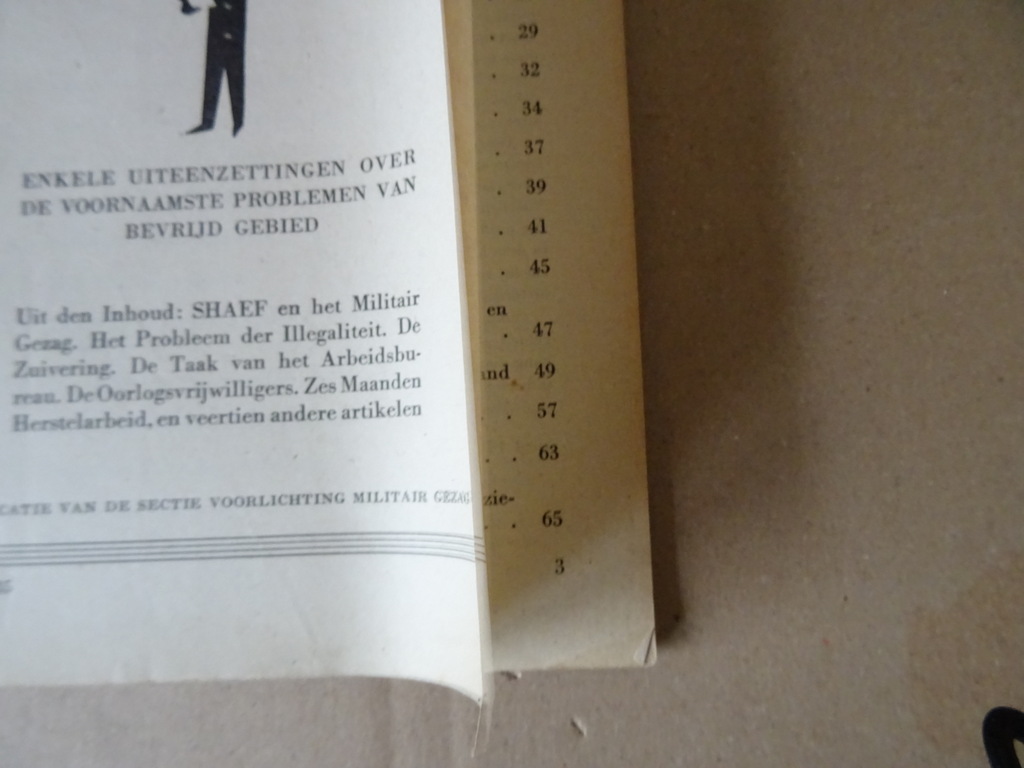 ENKELE UITEENZETTINGEN OVER
DE VOORNAAMSTE PROBLEMEN VAN
BEVRIJD GEBIED
Uit den Inhoud: SHAEF en het Militair
Gezag. Het Probleem der Illegaliteit. De
Zuivering. De Taak van het Arbeidsbu-
reau. De Oorlogsvrijwilligers. Zes Maanden
Herstelarbeid, en veertien andere artikelen
CATIE VAN DE SECTIE VOORLICHTING MILITAIR GEZAG
. 29
. 32
. 34
. 37
. 39
. 41
. 45
en
. 47
and 49
. . 57
. . 63
zie-
. . 65
3